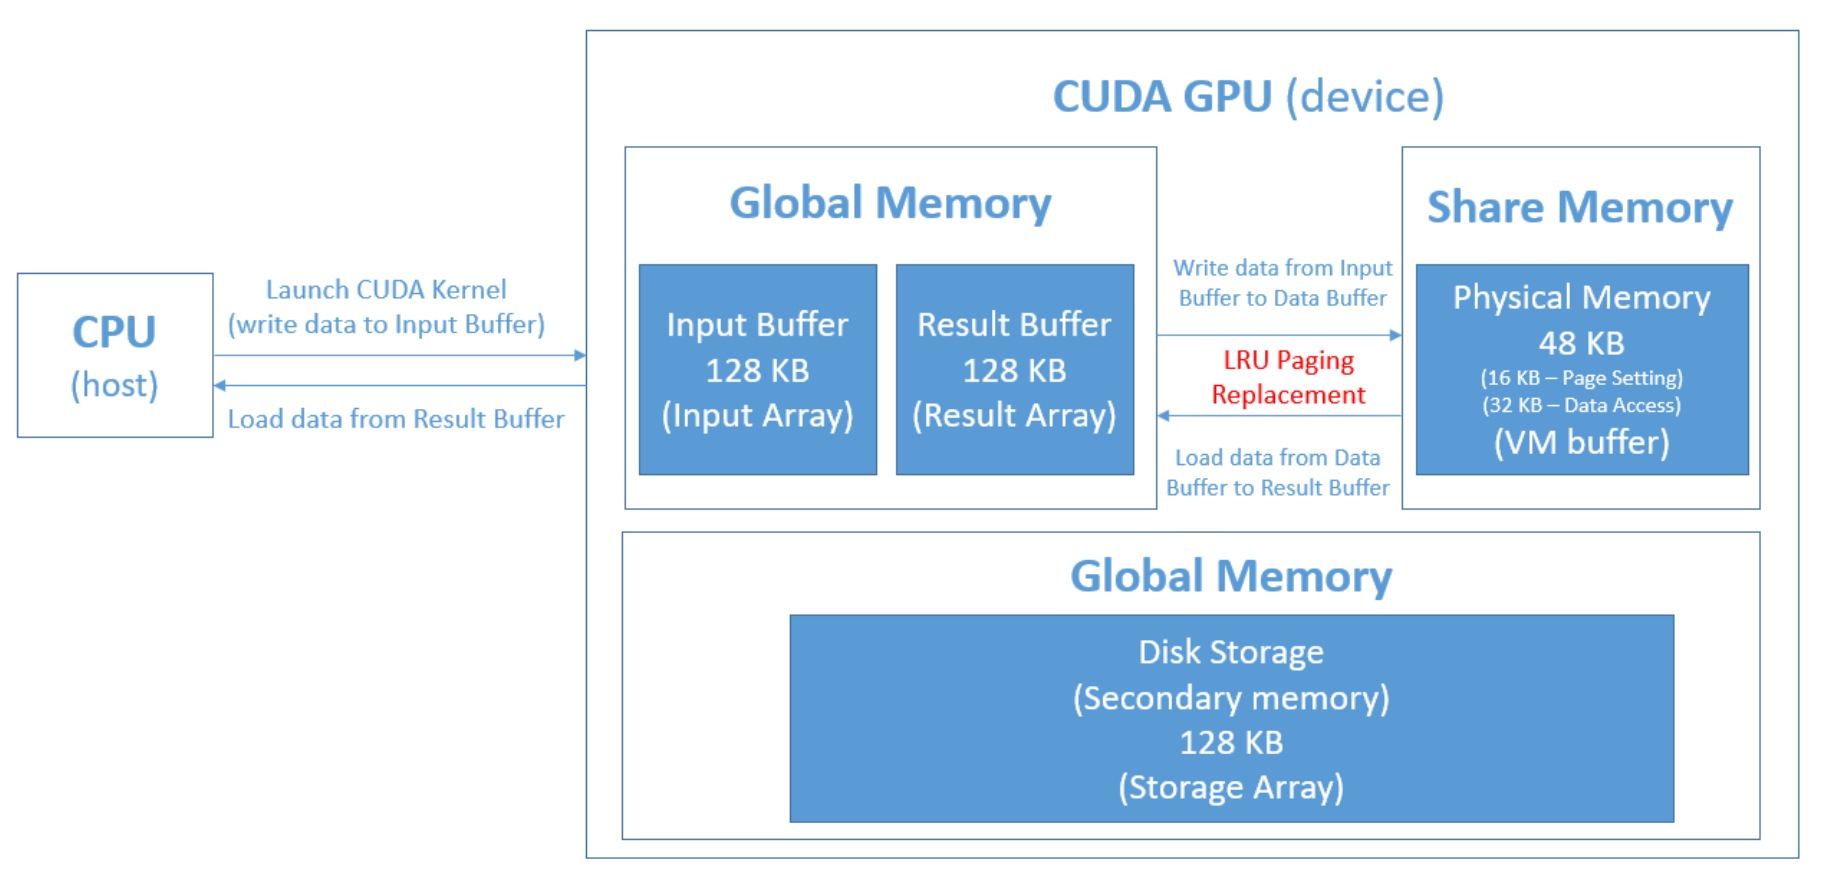 CUDA GPU (device)
Global Memory
Share Memory
CPU
(host)
Launch CUDA Kernel
(write data to Input Buffer)
Load data from Result Buffer
Input Buffer
128 KB
(Input Array)
Result Buffer
128 KB
(Result Array)
Write data from Input
Buffer to Data Buffer
LRU Paging
Replacement
Load data from Data
Buffer to Result Buffer
Physical Memory
48 KB
(16 KB – Page Setting)
(32 KB – Data Access)
(VM buffer)
Global Memory
Disk Storage
(Secondary memory)
128 KB
(Storage Array)